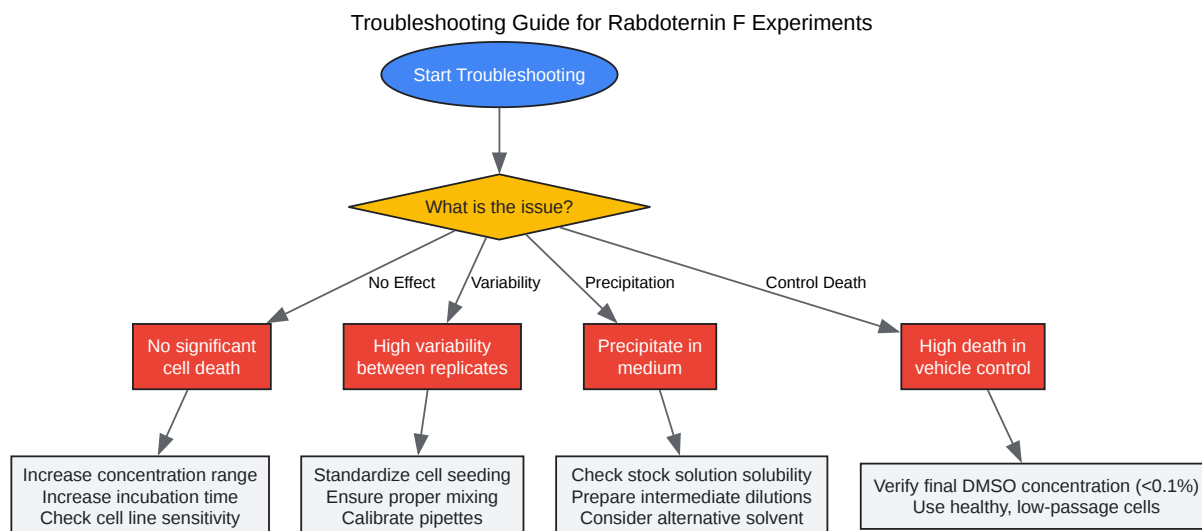 Troubleshooting Guide for Rabdoternin F Experiments
Start Troubleshooting
What is the issue?
No Effect
Variability
Precipitation
Control Death
No significant
cell death
High variability
between replicates
Precipitate in
medium
High death in
vehicle control
Increase concentration range
Increase incubation time
Check cell line sensitivity
Standardize cell seeding
Ensure proper mixing
Calibrate pipettes
Check stock solution solubility
Prepare intermediate dilutions
Consider alternative solvent
Verify final DMSO concentration (<0.1%)
Use healthy, low-passage cells